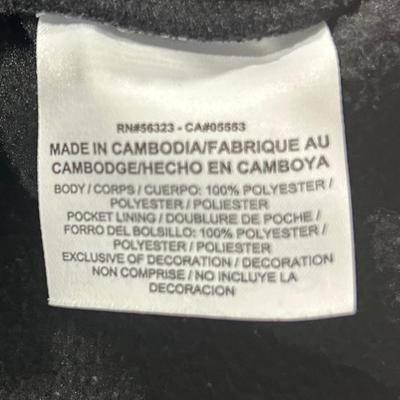 RN#56323 - CA#05553
MADE IN CAMBODIA/FABRIQUE AU
CAMBODGE/HECHO EN CAMBOYA
BODY / CORPS / CUERPO: 100% POLYESTER /
POLYESTER / POLIESTER
POCKET LINING / DOUBLURE DE POCHE /
FORRO DEL BOLSILLO: 100% POLYESTER /
POLYESTER / POLIESTER
EXCLUSIVE OF DECORATION / DECORATION
NON COMPRISE / NO INCLUYE LA
DECORACION